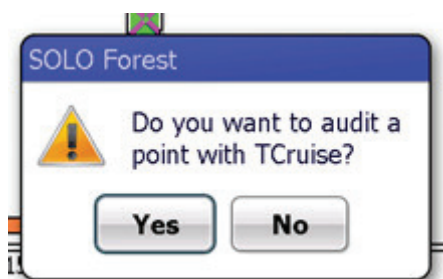 SOLO Forest
Do you want to audit a
point with TCruise?
Yes
No